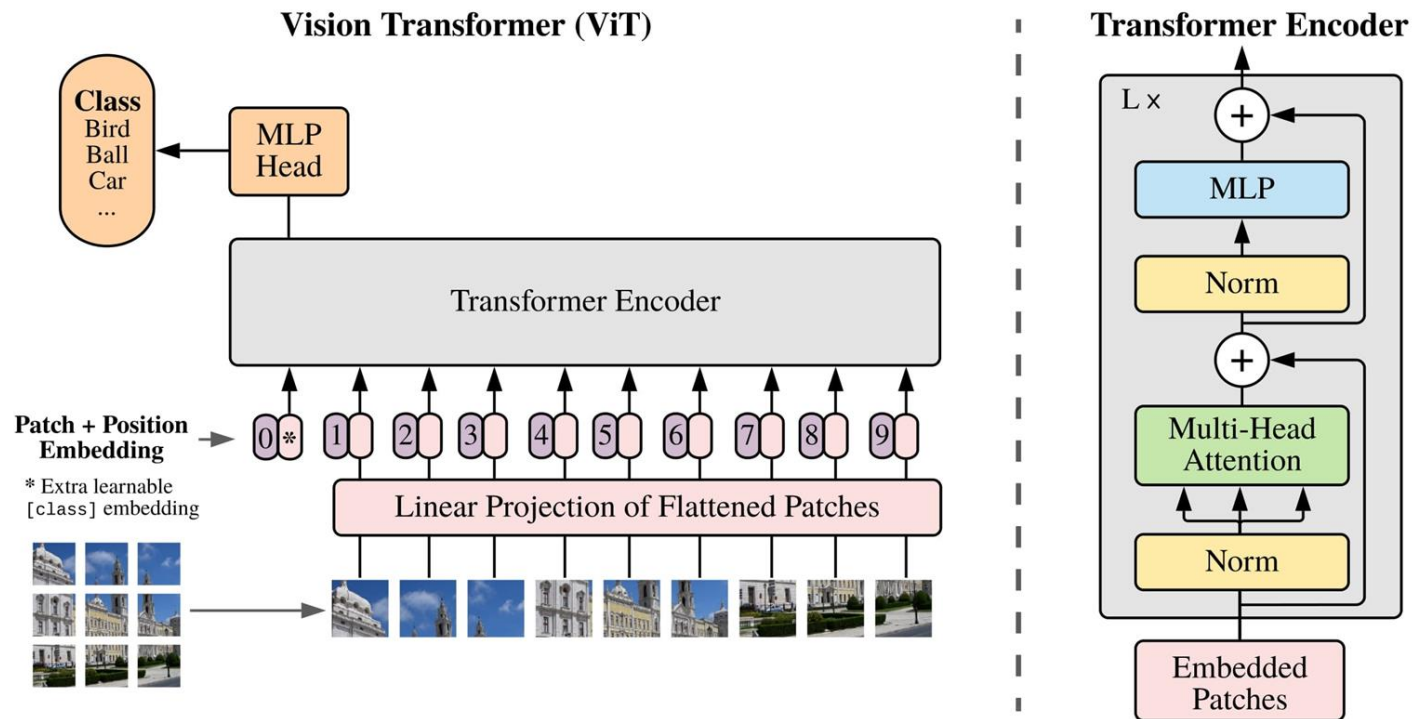 Vision Transformer (ViT)
Class
Bird
Ball
Car
...
MLP
Head
Transformer Encoder
Patch + Position
Embedding
0 * 1 2 3 4 5 6 7 8 9
* Extra learnable
[class] embedding
Linear Projection of Flattened Patches
Transformer Encoder
L ×
+
MLP
Norm
+
Multi-Head
Attention
Norm
Embedded
Patches